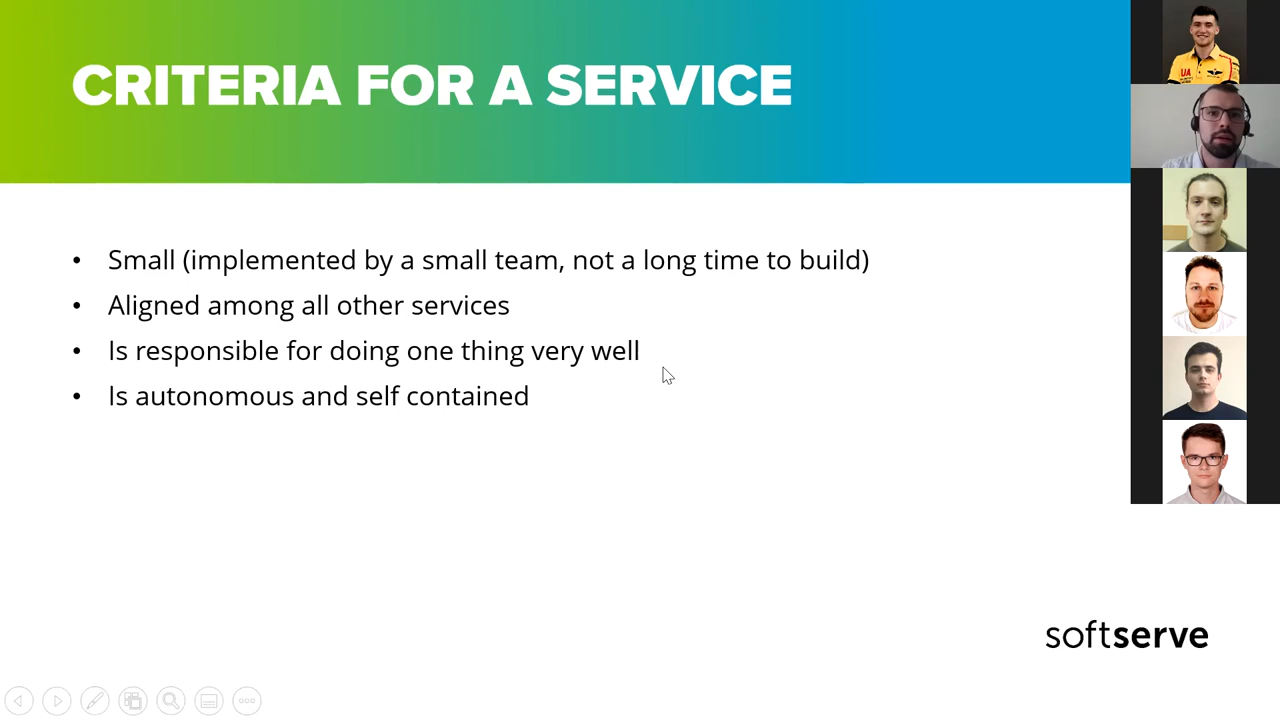 CRITERIA FOR A SERVICE
• Small (implemented by a small team, not a long time to build)
• Aligned among all other services
• Is responsible for doing one thing very well
• Is autonomous and self contained
softserve
UA